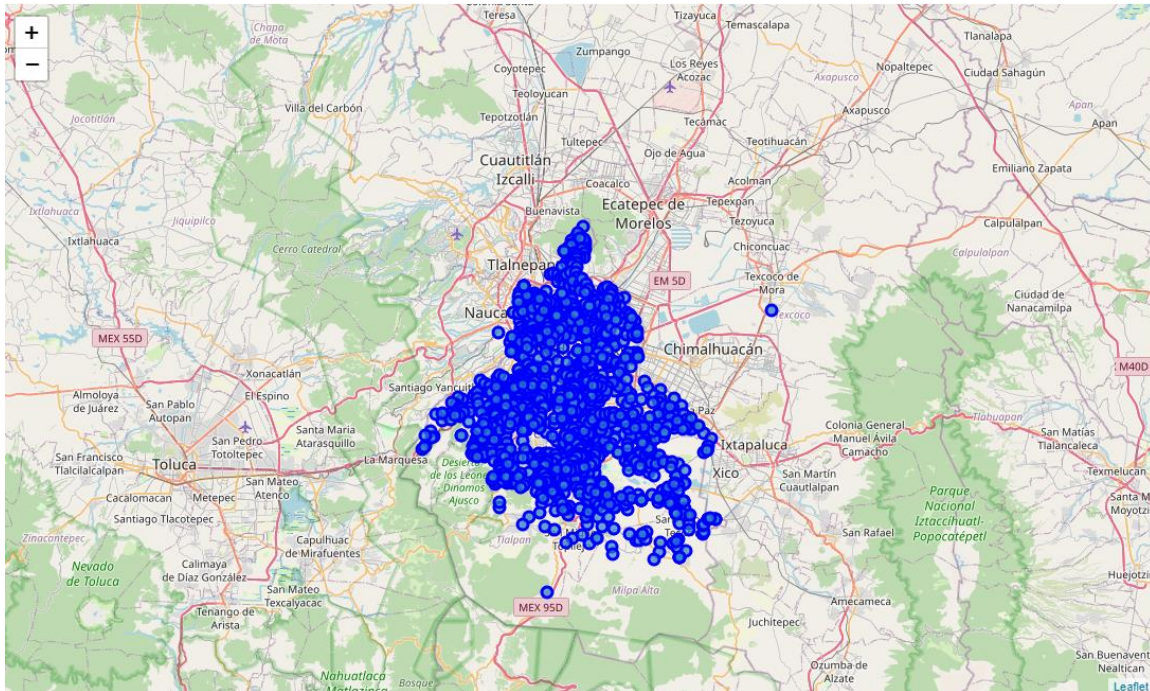 Teresa
Tizayuca
Temascalapa
+
Chapa
de Mota
Zumpango
Tlanalapa
−
Coyotepec
Los Reyes
Acozac
Axapusco
Nopaltepec
Ciudad Sahagún
Jocotitlán
Villa del Carbón
Teoloyucan
Tepotzotlán
Tecámac
Axapusco
Apan
Apan
Tultepec
Ojo de Agua
Teotihuacán
Cuautitlán
Izcalli
Emiliano Zapata
Coacalco
Acolman
Ixtlahuaca
Jiquipilco
Buenavista
Ecatepec de
Morelos
Tepexpan
Tezoyuca
Calpulalpan
Ixtlahuaca
Cerro Catedral
Chiconcuac
Calpulalpan
Tlalnepan
EM 5D
Texcoco
de Mora
Ciudad de
Nanacamilpa
Nauca
MEX 55D
Chimalhuacán
Xonacatlán
M40D
Almoloya
de Juárez
San Pablo
Autopan
El Espino
Santiago Yancuit
Paz
Tlahuapan
Santa María
Atarasquillo
Colonia General
Manuel Ávila
Camacho
San Matías
Tlalancaleca
San Pedro
Totoltepec
Ixtapaluca
San Francisco
Tlalcilalcalpan
Toluca
La Marquesa
Desierto
de los Leones
Dinamos
Ajusco
Xico
San Martín
Cuautlalpan
Texmelucan
Cacalomacan
Metepec
San Mateo
Atenco
Parque
Nacional
Iztaccíhuatl-
Popocatépetl
Santa M
Moyotzi
Santiago Tlacotepec
Zinacantepec
Capulhuac
de Mirafuentes
Tlalpan
San Rafael
Nevado
de Toluca
Calimaya
de Díaz González
San Mateo
Texcalyacac
Milpa Alta
Huejotzi
Tenango de
Arista
MEX 95D
Amecameca
Juchitepec
San Buenavent
Nealtican
Nahuatlaca
Matlazinca
Bosque
Ozumba de
Alzate
Leaflet